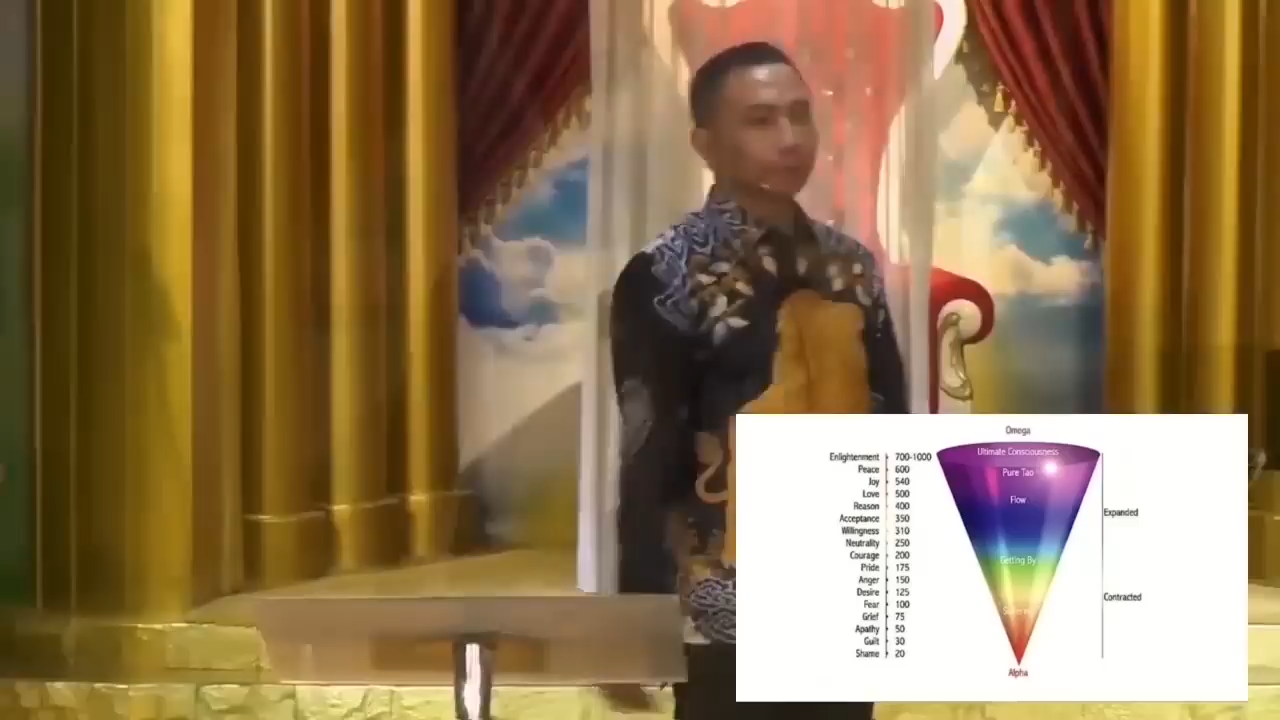 Omega
Enlightenment 700-1000
Peace 600
Joy 540
Love 500
Reason 400
Acceptance 350
Willingness 310
Neutrality 250
Courage 200
Pride 175
Anger 150
Desire 125
Fear 100
Grief 75
Apathy 50
Guilt 30
Shame 20
Ultimate Consciousness
Pure Tao
Flow
Getting By
Alpha
Expanded
Contracted